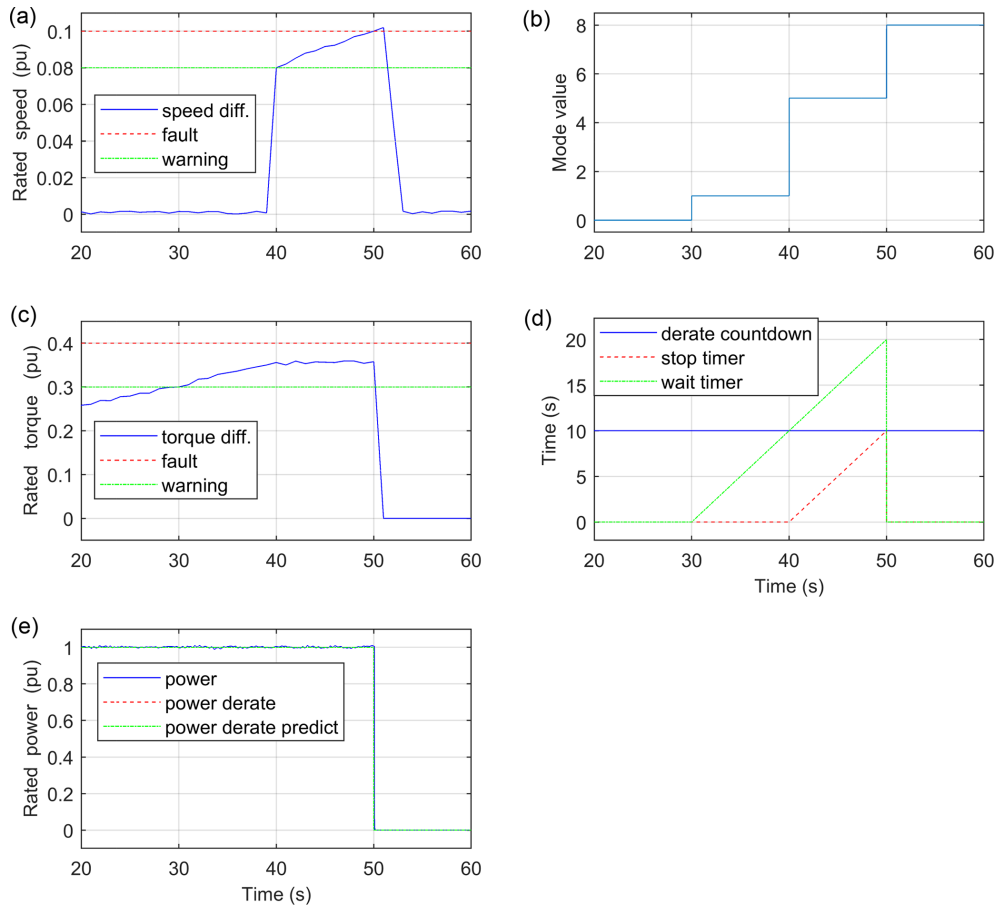 (a)
Rated speed (pu)
0.1
0.08
0.06
0.04
0.02
0
speed diff.
fault
warning
20 30 40 50 60
(b)
Mode value
8
6
4
2
0
20 30 40 50 60
(c)
Rated torque (pu)
0.4
0.3
0.2
0.1
0
torque diff.
fault
warning
20 30 40 50 60
(d)
Time (s)
20
15
10
5
0
derate countdown
stop timer
wait timer
20 30 40 50 60
Time (s)
(e)
Rated power (pu)
1
0.8
0.6
0.4
0.2
0
power
power derate
power derate predict
20 30 40 50 60
Time (s)